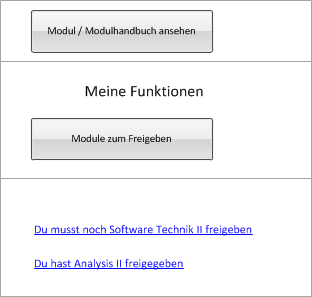 Modul / Modulhandbuch ansehen
Meine Funktionen
Module zum Freigeben
Du musst noch Software Technik II freigeben
Du hast Analysis II freigegeben